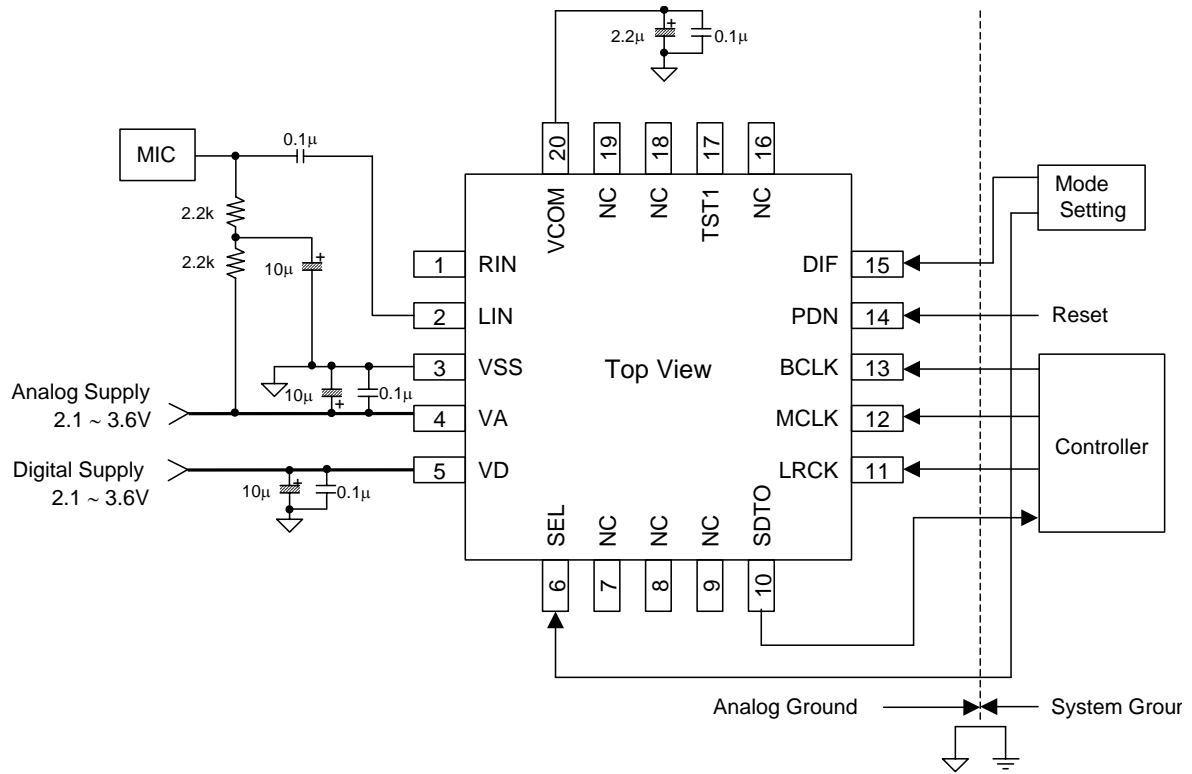 2.2µ
+
0.1µ
MIC
0.1µ
20
19
18
17
16
VCOM
NC
NC
TST1
NC
Mode
Setting
2.2k
2.2k
10µ
+
1
RIN
DIF
15
2
LIN
PDN
14
Reset
3
VSS
Top View
BCLK
13
Analog Supply
2.1 ~ 3.6V
10µ
+
0.1µ
4
VA
MCLK
12
Controller
Digital Supply
2.1 ~ 3.6V
10µ
+
0.1µ
5
VD
LRCK
11
SEL
NC
NC
NC
SDTO
6
7
8
9
10
Analog Ground
System Grour